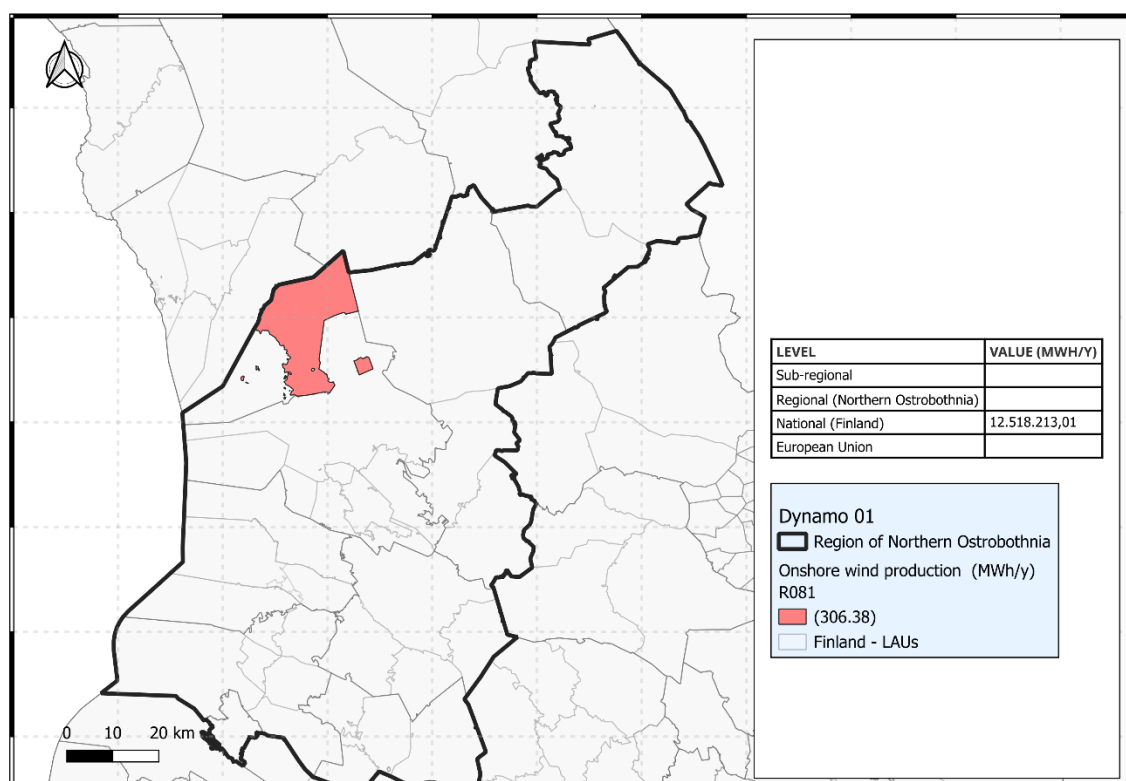 LEVEL VALUE (MWH/Y)
Sub-regional
Regional (Northern Ostrobothnia)
National (Finland) 12.518.213,01
European Union
Dynamo 01
Region of Northern Ostrobothnia
Onshore wind production (MWh/y)
R081
(306.38)
Finland - LAUs
0 10 20 km